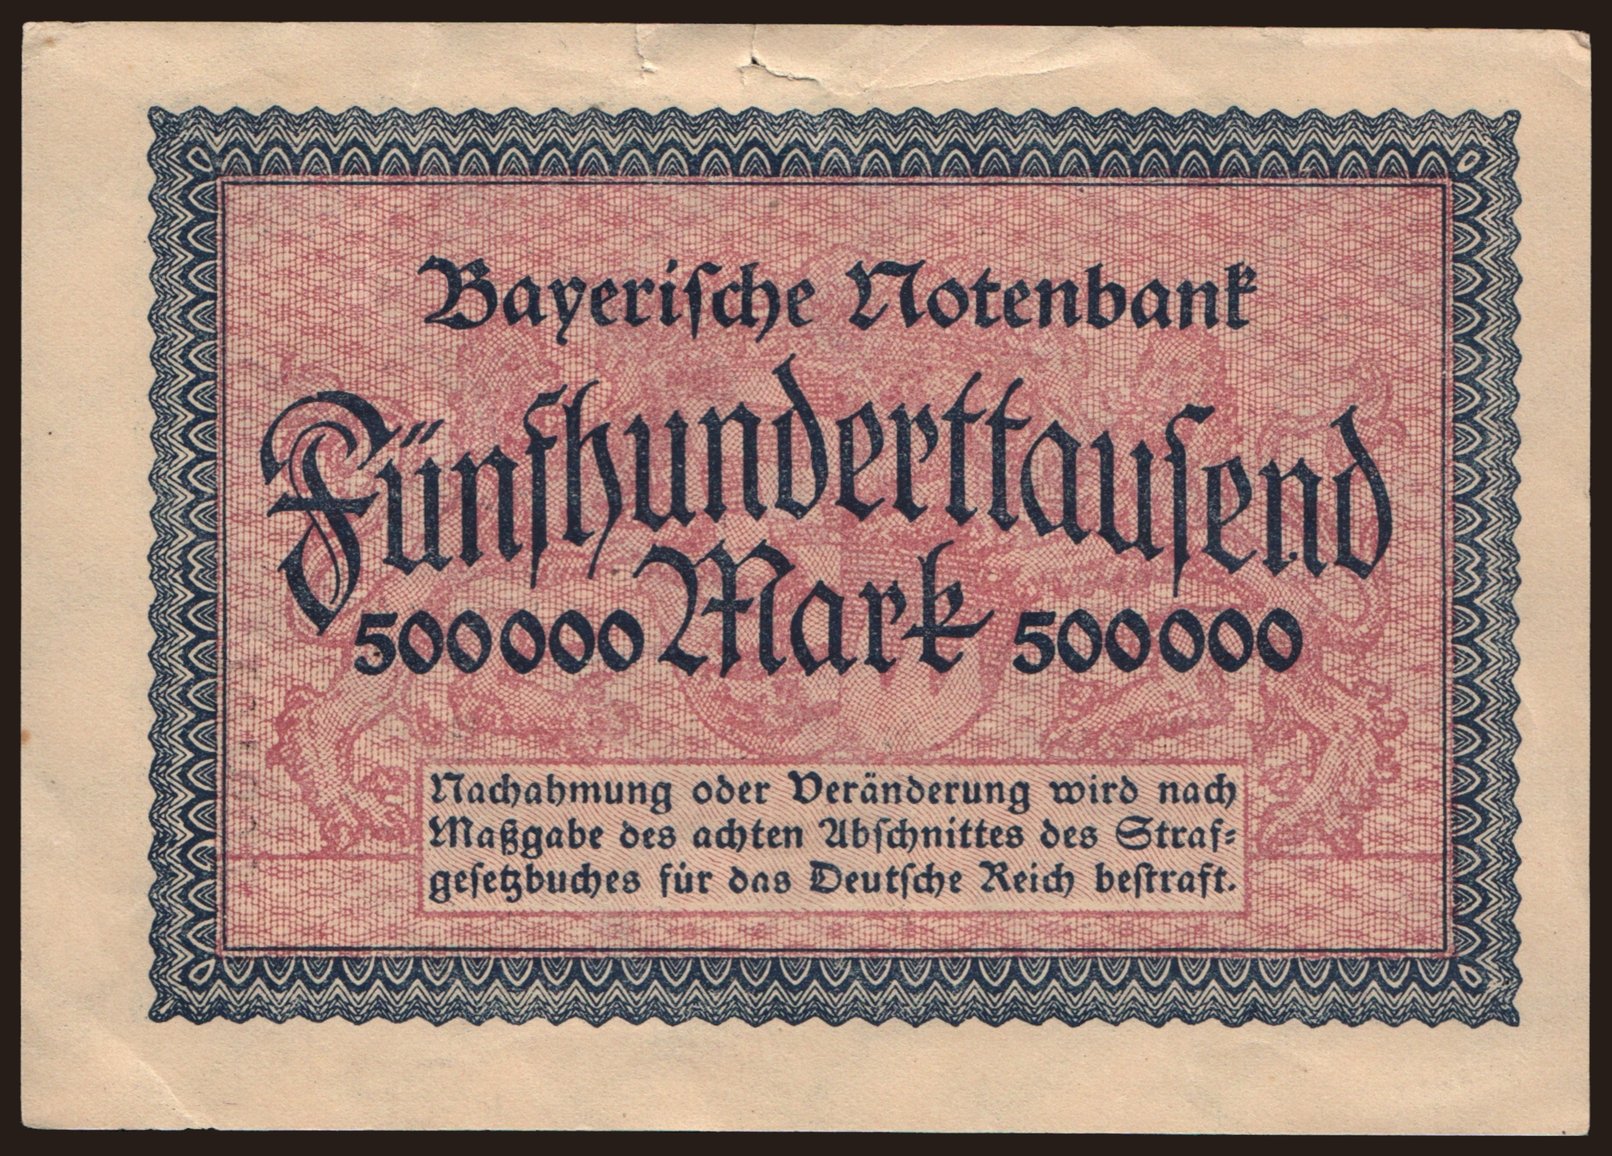 Bayeriſche Notenbank
Fünfhunderttauſend
500000 Mark 500000
Nachahmung oder Veränderung wird nach
Maßgabe des achten Abſchnittes des Straf⸗
geſetzbuches für das Deutſche Reich beſtraft.